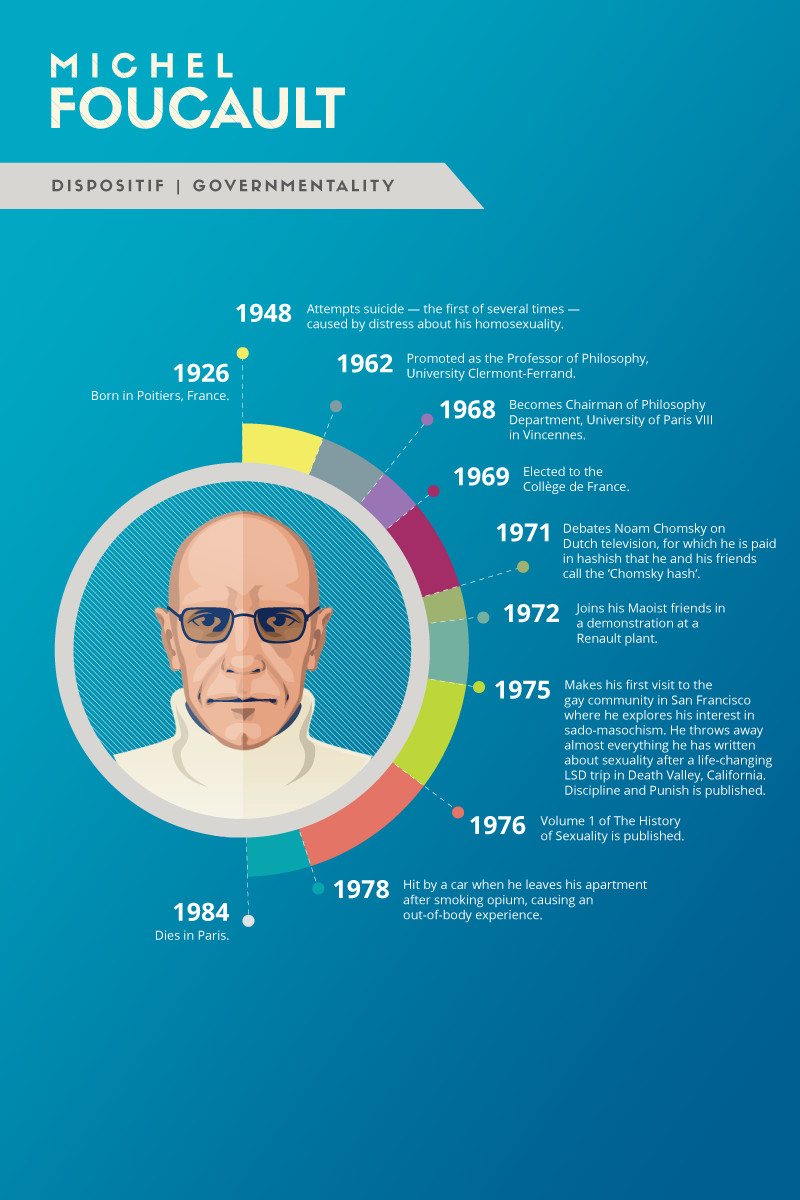 MICHEL
FOUCAULT
DISPOSITIF | GOVERNMENTALITY
1926
Born in Poitiers, France.
1948
Attempts suicide — the first of several times —
caused by distress about his homosexuality.
1962
Promoted as the Professor of Philosophy,
University Clermont-Ferrand.
1968
Becomes Chairman of Philosophy
Department, University of Paris VIII
in Vincennes.
1969
Elected to the
Collège de France.
1971
Debates Noam Chomsky on
Dutch television, for which he is paid
in hashish that he and his friends
call the ‘Chomsky hash’.
1972
Joins his Maoist friends in
a demonstration at a
Renault plant.
1975
Makes his first visit to the
gay community in San Francisco
where he explores his interest in
sado-masochism. He throws away
almost everything he has written
about sexuality after a life-changing
LSD trip in Death Valley, California.
Discipline and Punish is published.
1976
Volume 1 of The History
of Sexuality is published.
1978
Hit by a car when he leaves his apartment
after smoking opium, causing an
out-of-body experience.
1984
Dies in Paris.